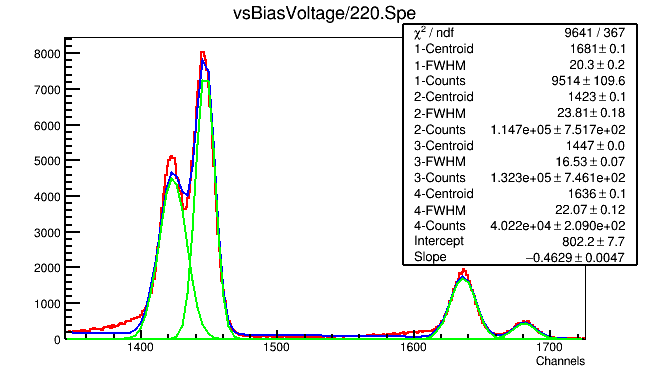 vsBiasVoltage/220.Spe
χ² / ndf 9641 / 367
1-Centroid 1681 ± 0.1
1-FWHM 20.3 ± 0.2
1-Counts 9514 ± 109.6
2-Centroid 1423 ± 0.1
2-FWHM 23.81 ± 0.18
2-Counts 1.147e+05 ± 7.517e+02
3-Centroid 1447 ± 0.0
3-FWHM 16.53 ± 0.07
3-Counts 1.323e+05 ± 7.461e+02
4-Centroid 1636 ± 0.1
4-FWHM 22.07 ± 0.12
4-Counts 4.022e+04 ± 2.090e+02
Intercept 802.2 ± 7.7
Slope −0.4629 ± 0.0047
8000
7000
6000
5000
4000
3000
2000
1000
0
1400 1500 1600 1700
Channels